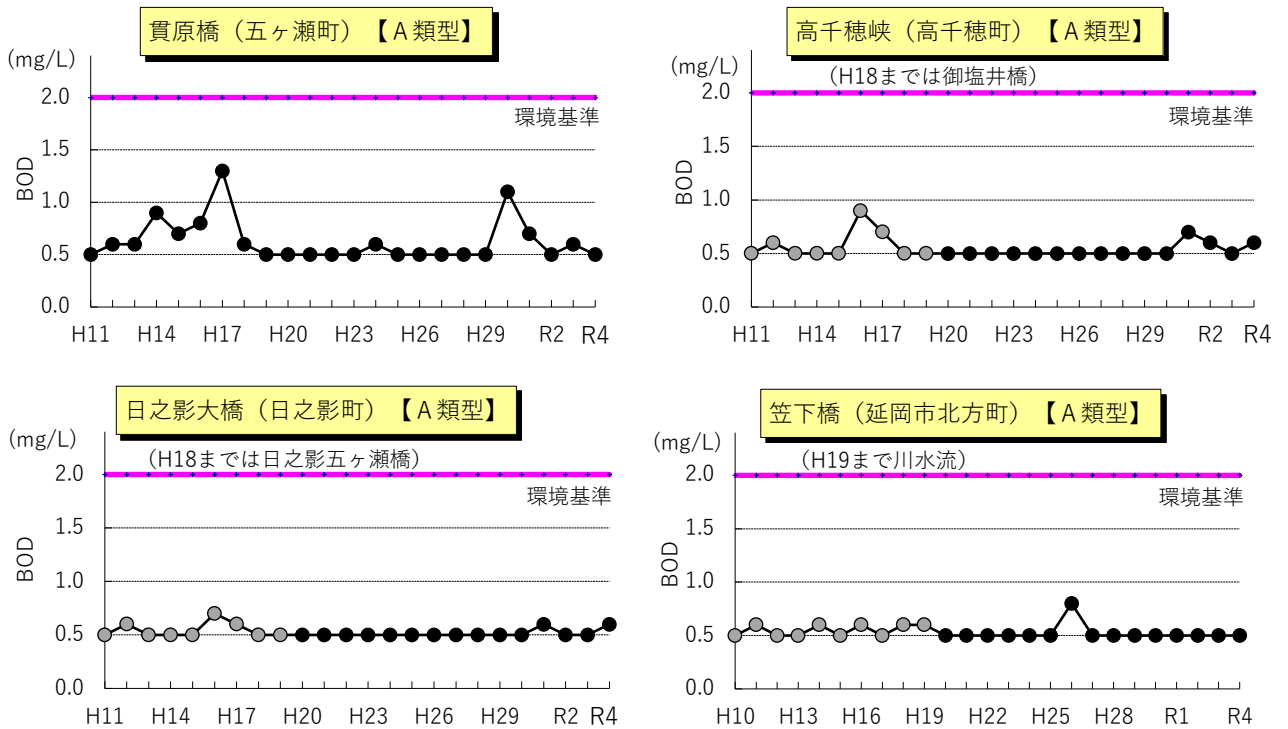 貫原橋（五ヶ瀬町）【Ａ類型】
(mg/L)
2.0
環境基準
1.5
BOD
1.0
0.5
0.0
H11 H14 H17 H20 H23 H26 H29 R2 R4
高千穂峡（高千穂町）【Ａ類型】
(mg/L)
（H18までは御塩井橋）
2.0
環境基準
1.5
BOD
1.0
0.5
0.0
H11 H14 H17 H20 H23 H26 H29 R2 R4
日之影大橋（日之影町）【Ａ類型】
(mg/L)
（H18までは日之影五ヶ瀬橋）
2.0
環境基準
1.5
BOD
1.0
0.5
0.0
H11 H14 H17 H20 H23 H26 H29 R2 R4
笠下橋（延岡市北方町）【Ａ類型】
(mg/L)
（H19まで川水流）
2.0
環境基準
1.5
BOD
1.0
0.5
0.0
H10 H13 H16 H19 H22 H25 H28 R1 R4